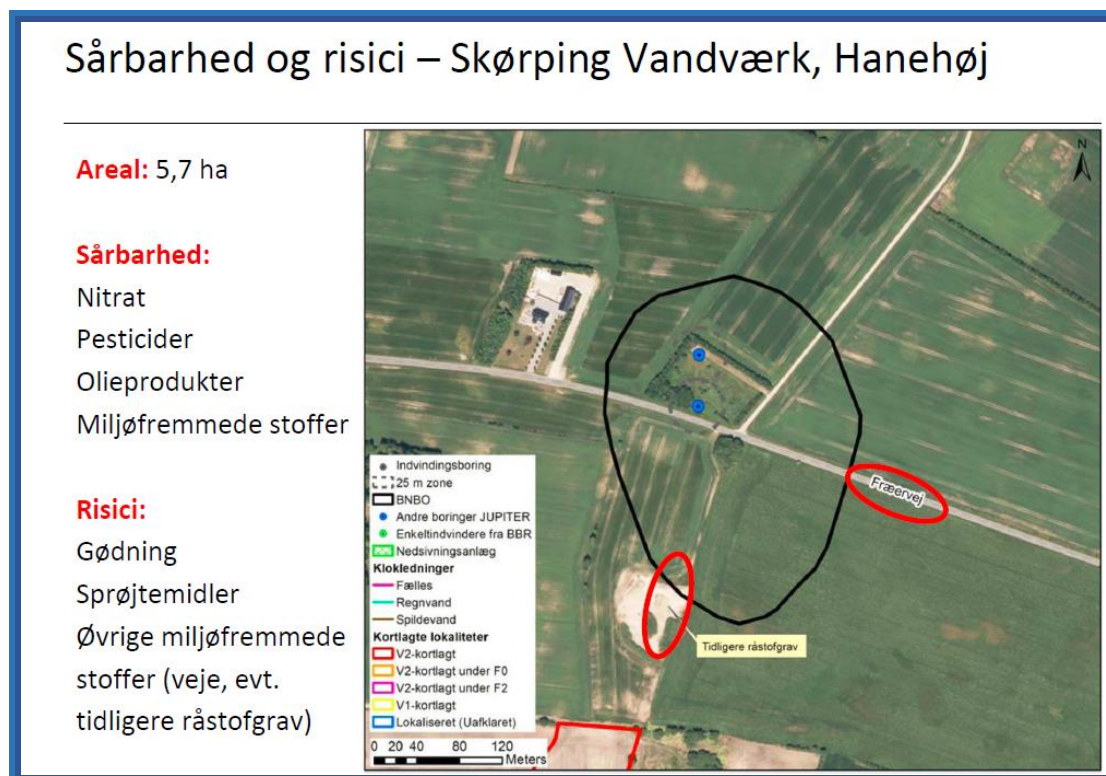 Sårbarhed og risici – Skørping Vandværk, Hanehøj
Areal: 5,7 ha
Sårbarhed:
Nitrat
Pesticider
Olieprodukter
Miljøfremmede stoffer
Risici:
Gødning
Sprøjtemidler
Øvrige miljøfremmede
stoffer (veje, evt.
tidligere råstofgrav)
N
Fræervej
Tidligere råstofgrav
Indvindingsboring
25 m zone
BNBO
Andre boringer JUPITER
Enkeltindvindere fra BBR
Nedsivningsanlæg
Klokledninger
Fælles
Regnvand
Spildevand
Kortlagte lokaliteter
V2-kortlagt
V2-kortlagt under F0
V2-kortlagt under F2
V1-kortlagt
Lokaliseret (Uafklaret)
0 20 40 80 120
Meters